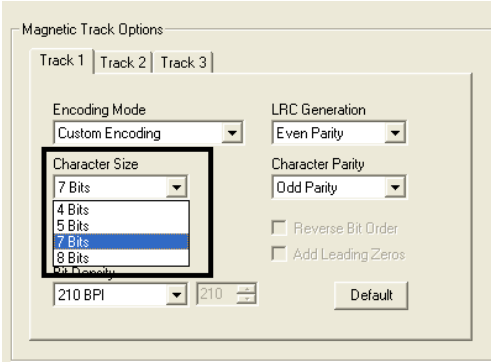 Magnetic Track Options
Track 1 Track 2 Track 3
Encoding Mode LRC Generation
Custom Encoding Even Parity
Character Size Character Parity
7 Bits Odd Parity
4 Bits
5 Bits
7 Bits Reverse Bit Order
8 Bits Add Leading Zeros
Bit Density
210 BPI 210 Default